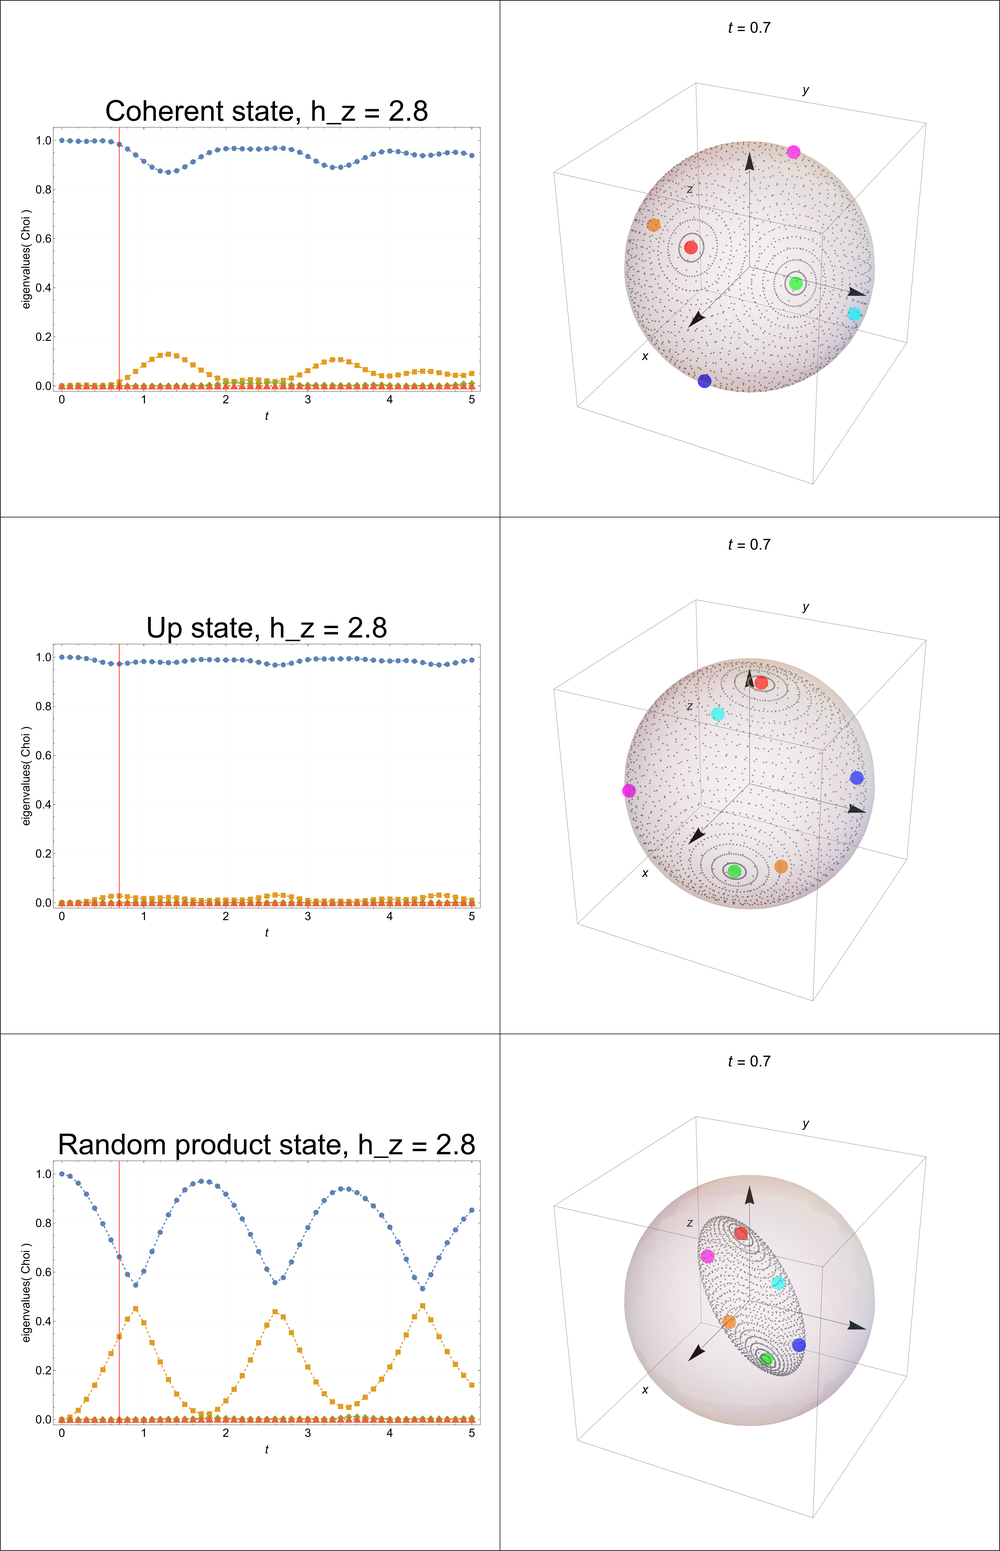 Coherent state, h_z = 2.8
eigenvalues( Choi )
1.0
0.8
0.6
0.4
0.2
0.0
0 1 2 3 4 5
t
t = 0.7
y
z
x
Up state, h_z = 2.8
eigenvalues( Choi )
1.0
0.8
0.6
0.4
0.2
0.0
0 1 2 3 4 5
t
t = 0.7
y
z
x
Random product state, h_z = 2.8
eigenvalues( Choi )
1.0
0.8
0.6
0.4
0.2
0.0
0 1 2 3 4 5
t
t = 0.7
y
z
x